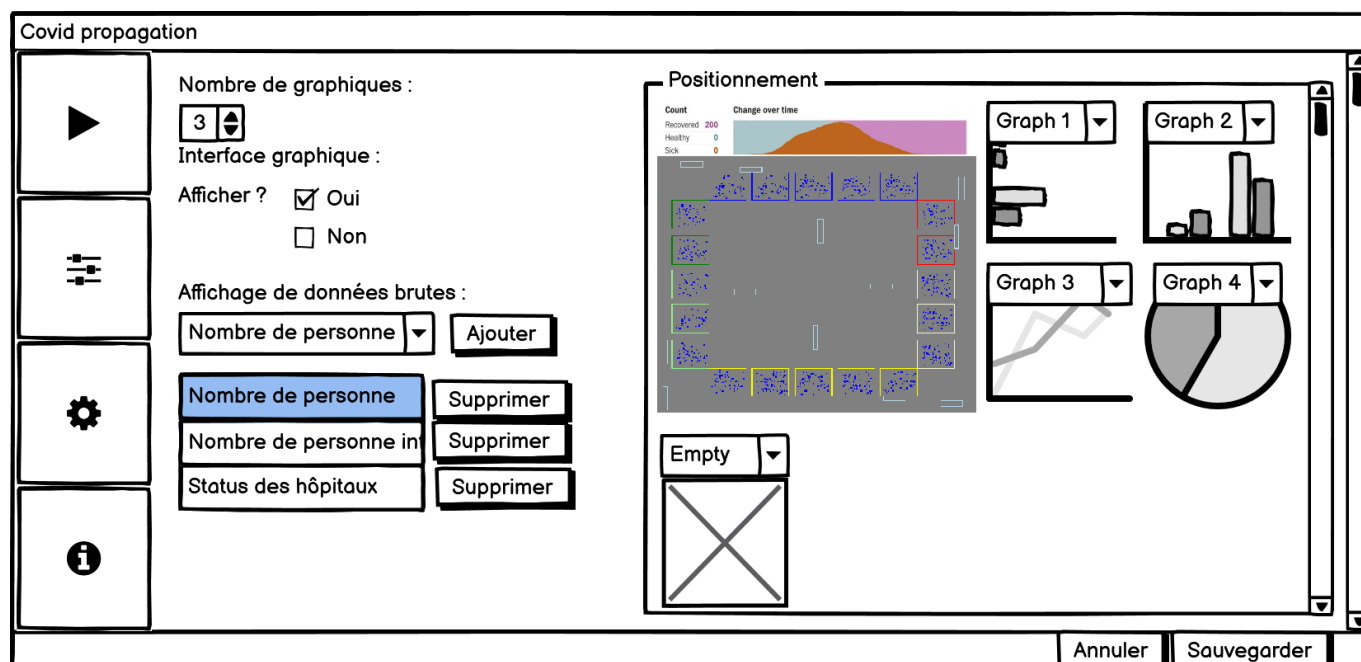 Covid propagation
Nombre de graphiques :
3
Interface graphique :
Afficher ?
Oui
Non
Affichage de données brutes :
Nombre de personne
Ajouter
Nombre de personne
Supprimer
Nombre de personne
Supprimer
Status des hôpitaux
Supprimer
Positionnement
Count
Change over time
Recovered 200
Healthy 0
Sick 0
Graph 1
Graph 2
Graph 3
Graph 4
Empty
Annuler
Sauvegarder